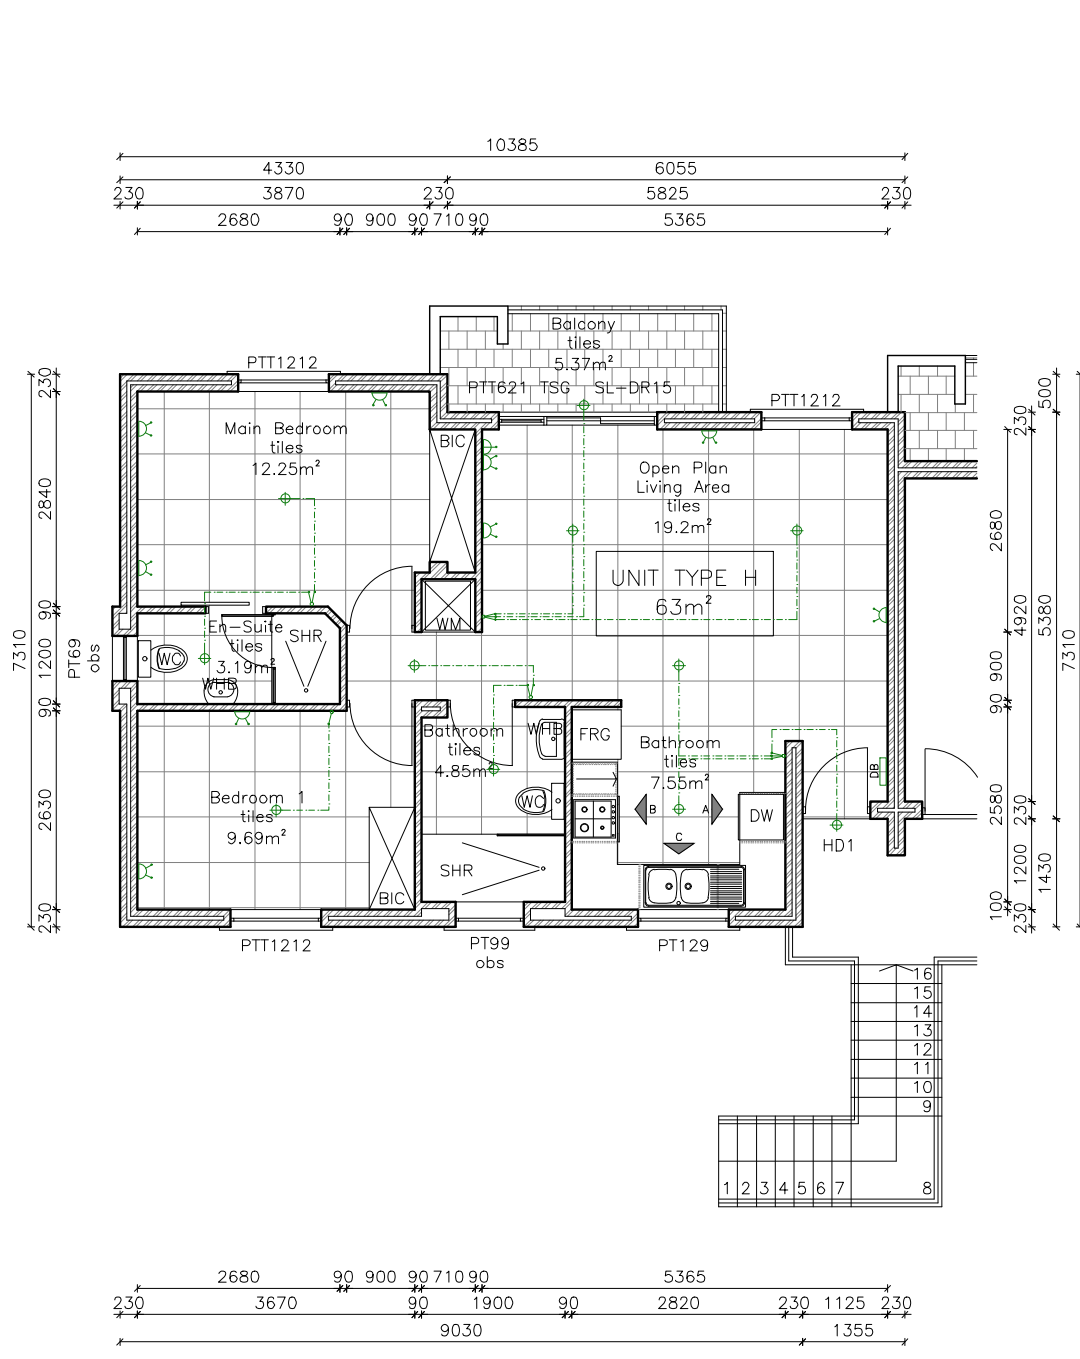 10385
4330 6055
230 3870 230 5825 230
2680 90 900 90 710 90 5365
Balcony
tiles
5.37m²
PTT621 TSG SL-DR15
PTT1212
PTT1212
Main Bedroom
tiles
12.25m²
BIC
Open Plan
Living Area
tiles
19.2m²
UNIT TYPE H
63m²
WM
En-Suite
tiles
3.19m²
SHR
WC
WHB
PT69
obs
Bathroom
tiles
4.85m²
WHB
WC
SHR
FRG
Bathroom
tiles
7.55m²
B
A
C
DW
DB
HD1
Bedroom 1
tiles
9.69m²
BIC
PTT1212
PT99
obs
PT129
7310
230
2840
90
1200
90
2630
230
2680
900
90
2580
100
230
4920
230
1200
230
500
5380
1430
7310
16
15
14
13
12
11
10
9
1 2 3 4 5 6 7 8
2680 90 900 90 710 90 5365
230 3670 90 1900 90 2820 230 1125 230
9030 1355